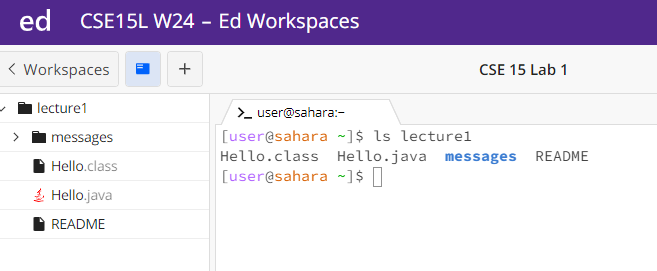 ed CSE15L W24 – Ed Workspaces
Workspaces + CSE 15 Lab 1
lecture1
messages
Hello.class
Hello.java
README
>_ user@sahara:~
[user@sahara ~]$ ls lecture1
Hello.class Hello.java messages README
[user@sahara ~]$